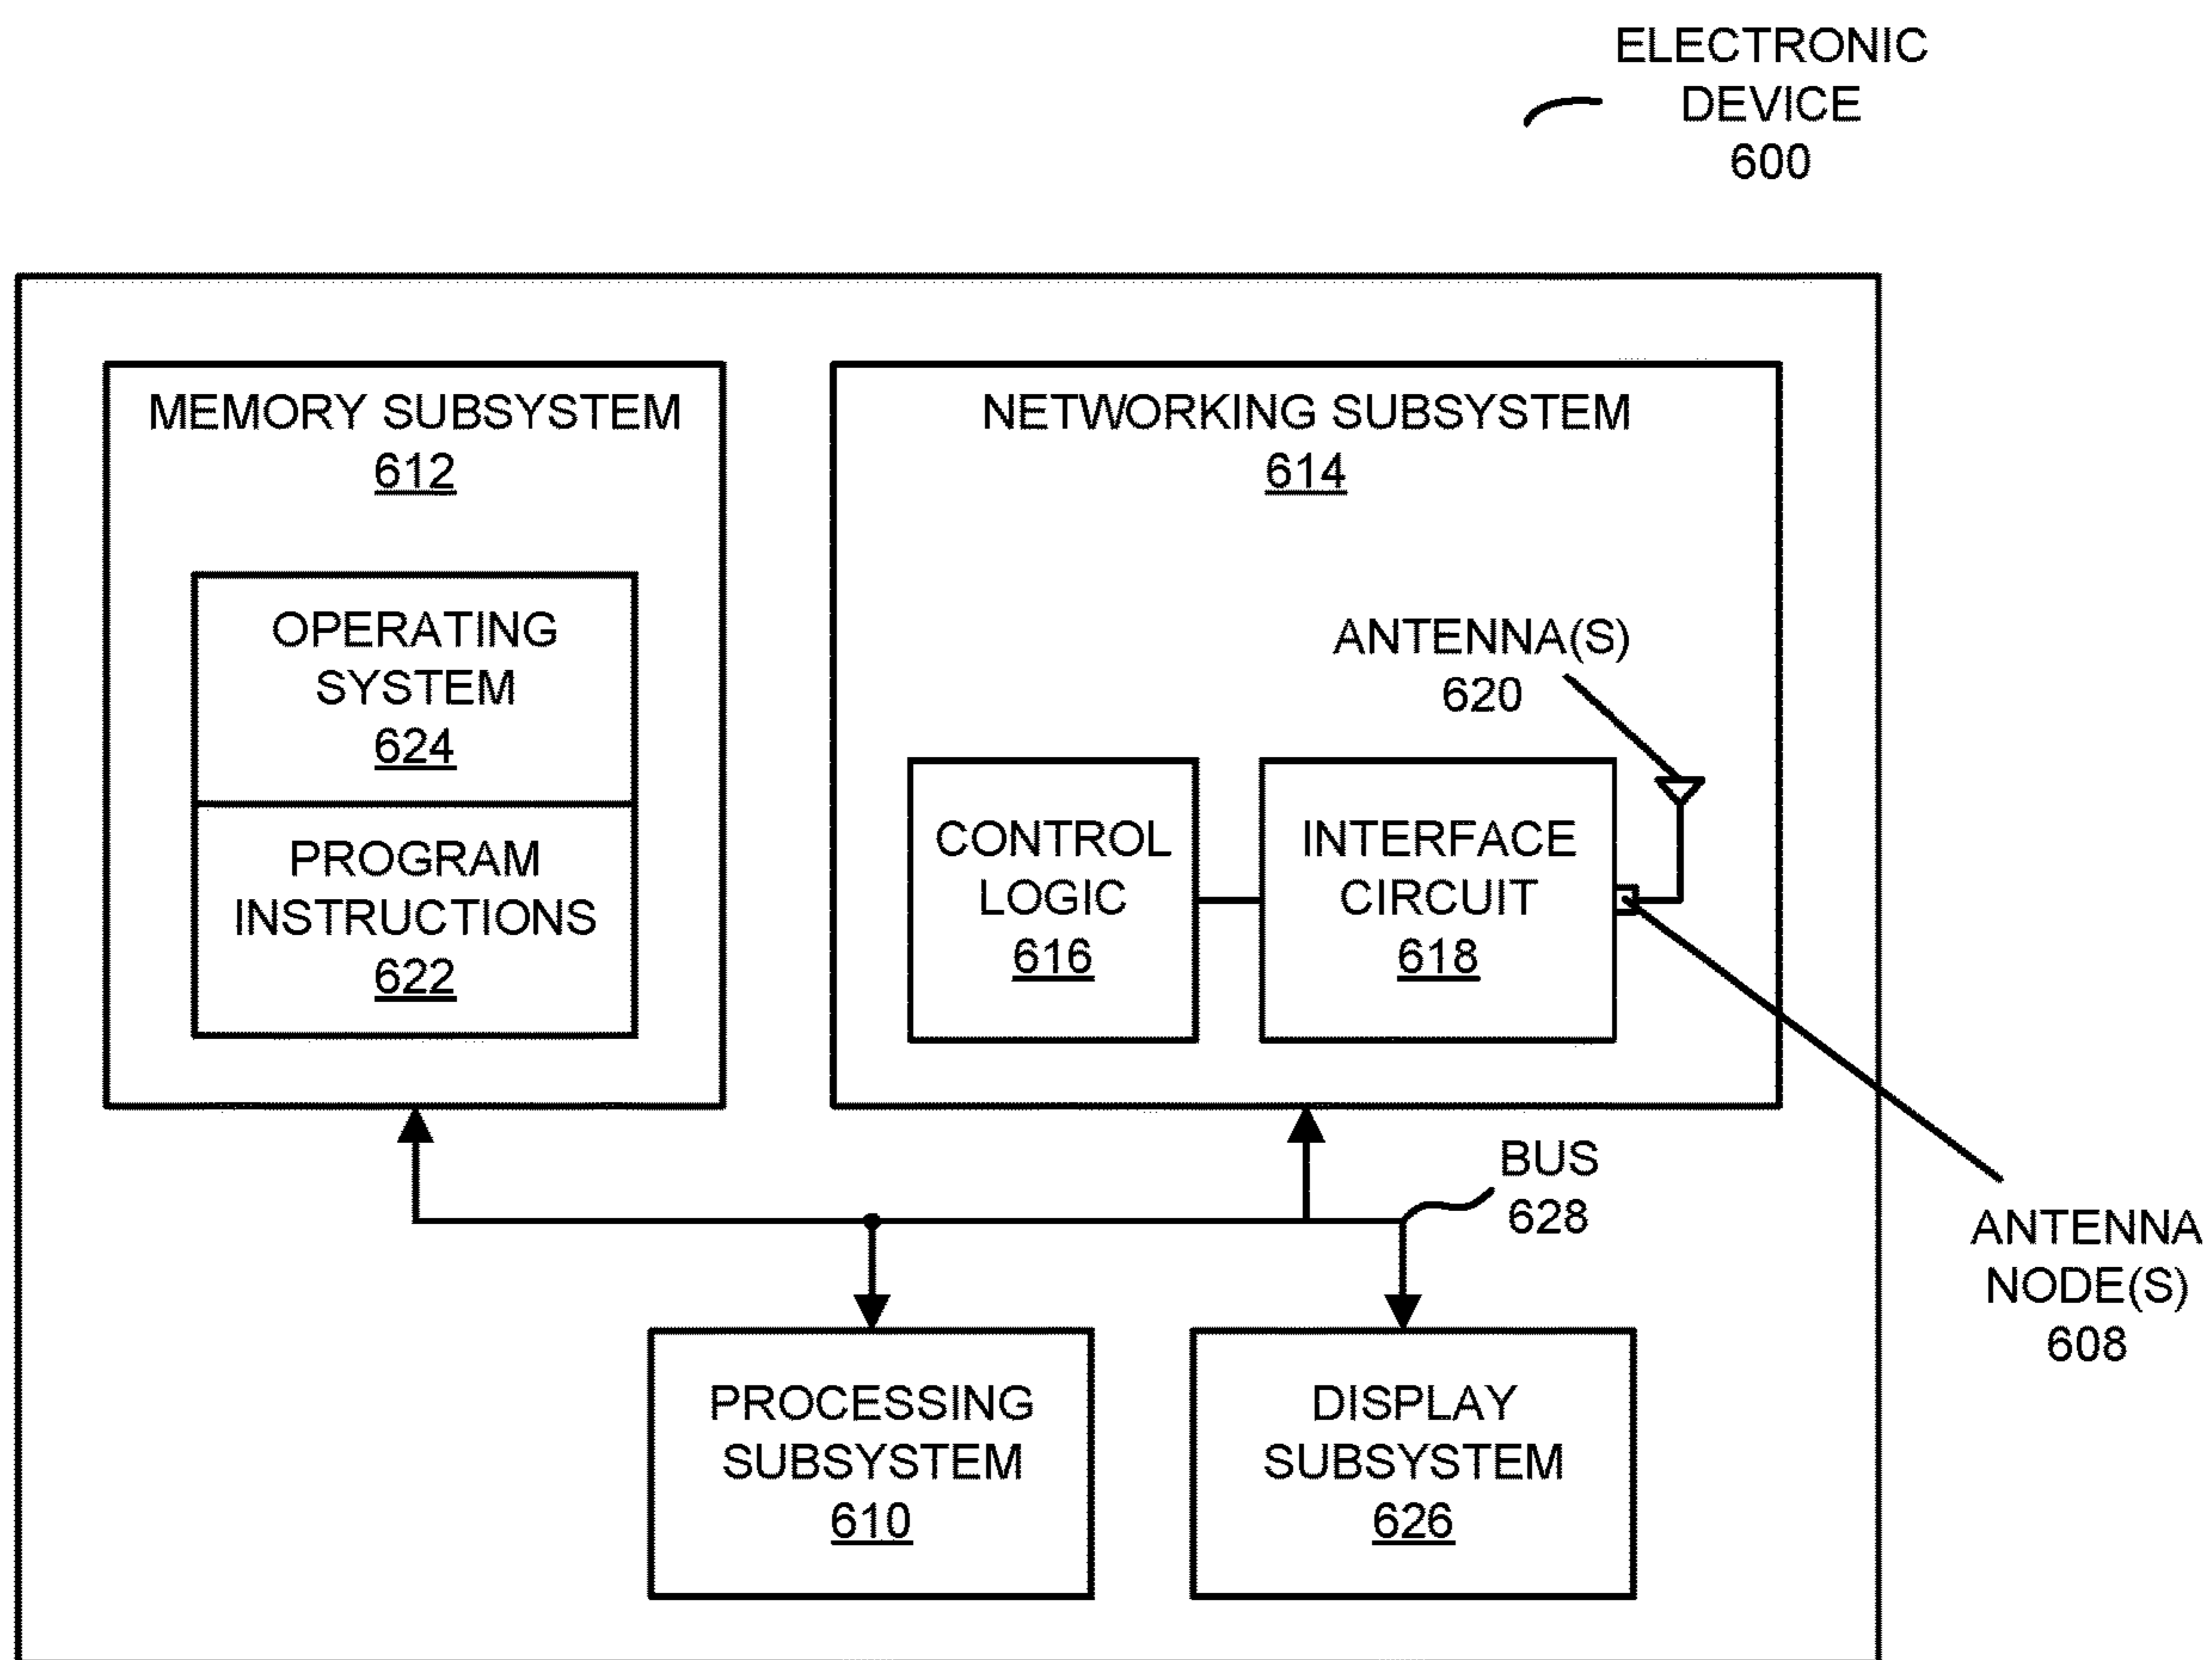 ELECTRONIC
DEVICE
600
MEMORY SUBSYSTEM
612
OPERATING
SYSTEM
624
PROGRAM
INSTRUCTIONS
622
NETWORKING SUBSYSTEM
614
ANTENNA(S)
620
CONTROL
LOGIC
616
INTERFACE
CIRCUIT
618
BUS
628
ANTENNA
NODE(S)
608
PROCESSING
SUBSYSTEM
610
DISPLAY
SUBSYSTEM
626